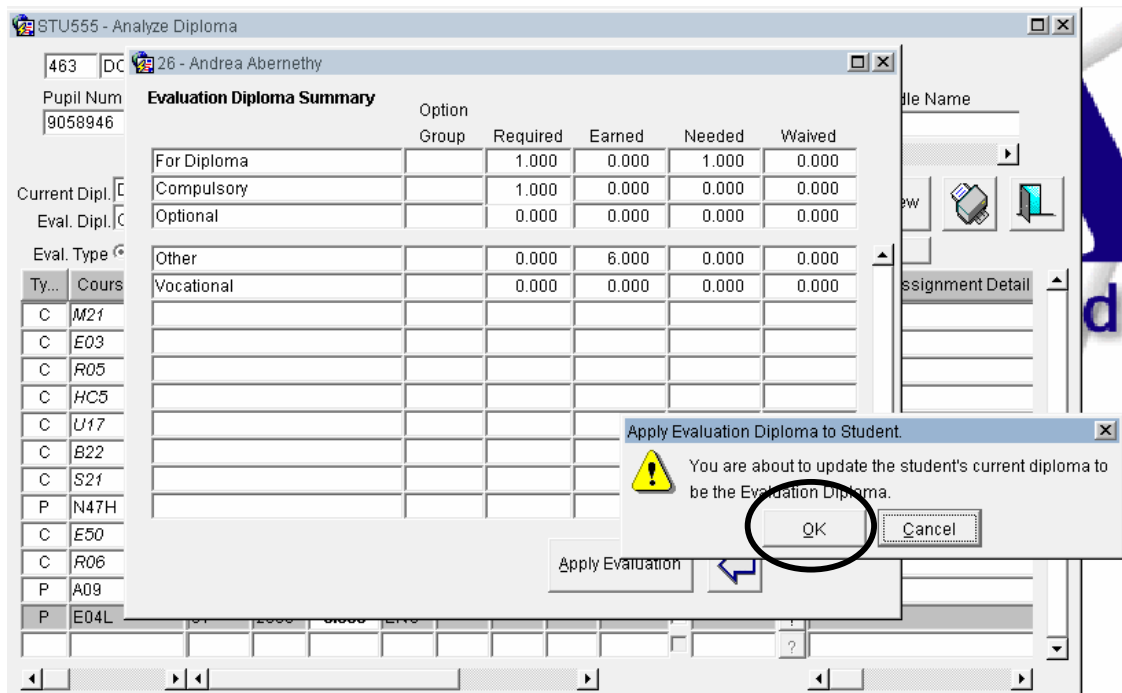 STU555 - Analyze Diploma
463 DC
26 - Andrea Abernethy
Pupil Num
9058946
dle Name
Evaluation Diploma Summary
Option Group Required Earned Needed Waived
For Diploma 1.000 0.000 1.000 0.000
Compulsory 1.000 0.000 0.000 0.000
Optional 0.000 0.000 0.000 0.000
Other 0.000 6.000 0.000 0.000
Vocational 0.000 0.000 0.000 0.000
Current Dipl.
Eval. Dipl.
Eval. Type
ew
Ty... Cours
ssignment Detail
C M21
C E03
C R05
C HC5
C U17
C B22
C S21
P N47H
C E50
C R06
P A09
P E04L
?
Apply Evaluation Diploma to Student.
You are about to update the student's current diploma to
be the Evaluation Diploma.
OK Cancel
Apply Evaluation
d